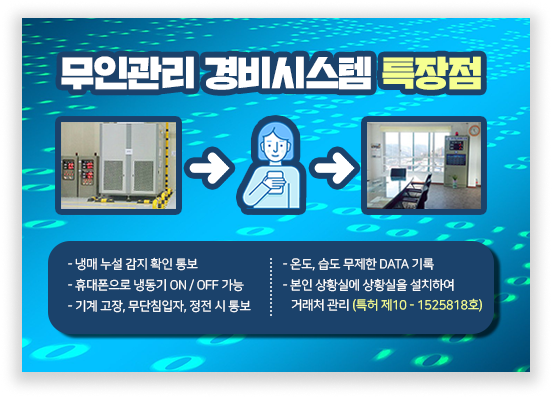 무인관리 경비시스템 특장점
- 냉매 누설 감지 확인 통보
- 휴대폰으로 냉동기 ON / OFF 가능
- 기계 고장, 무단침입자, 정전 시 통보
- 온도, 습도 무제한 DATA 기록
- 본인 상황실에 상황실을 설치하여
거래처 관리 (특허 제10 - 1525818호)